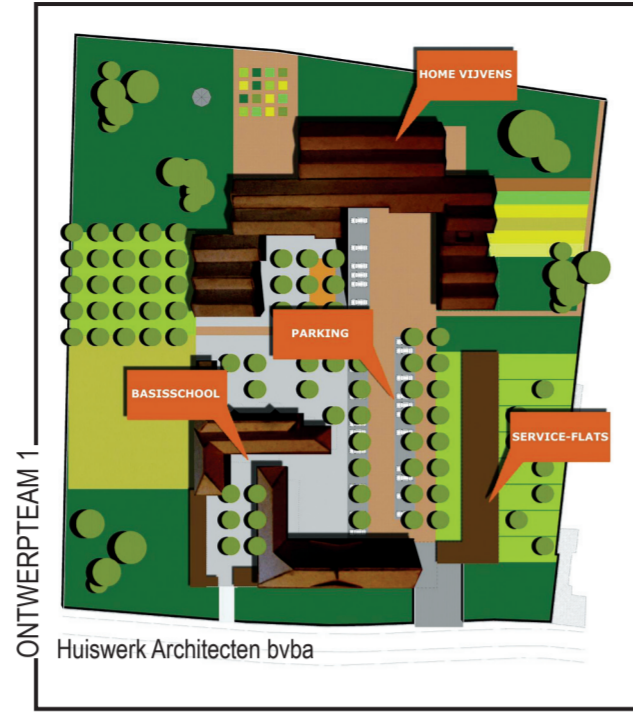 HOME VIJVENS
PARKING
BASISSCHOOL
SERVICE-FLATS
ONTWERPTEAM 1
Huiswerk Architecten bvba